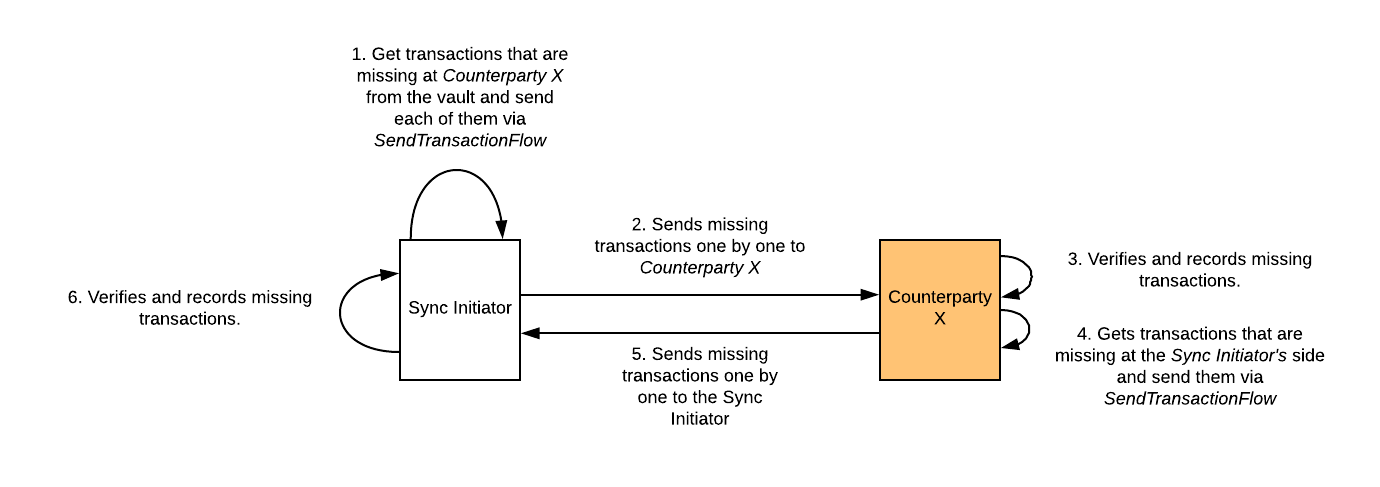 1. Get transactions that are
missing at Counterparty X
from the vault and send
each of them via
SendTransactionFlow
2. Sends missing
transactions one by one to
Counterparty X
3. Verifies and records missing
transactions.
6. Verifies and records missing
transactions.
Sync Initiator
Counterparty
X
4. Gets transactions that are
missing at the Sync Initiator's side
and send them via
SendTransactionFlow
5. Sends missing
transactions one by
one to the Sync
Initiator